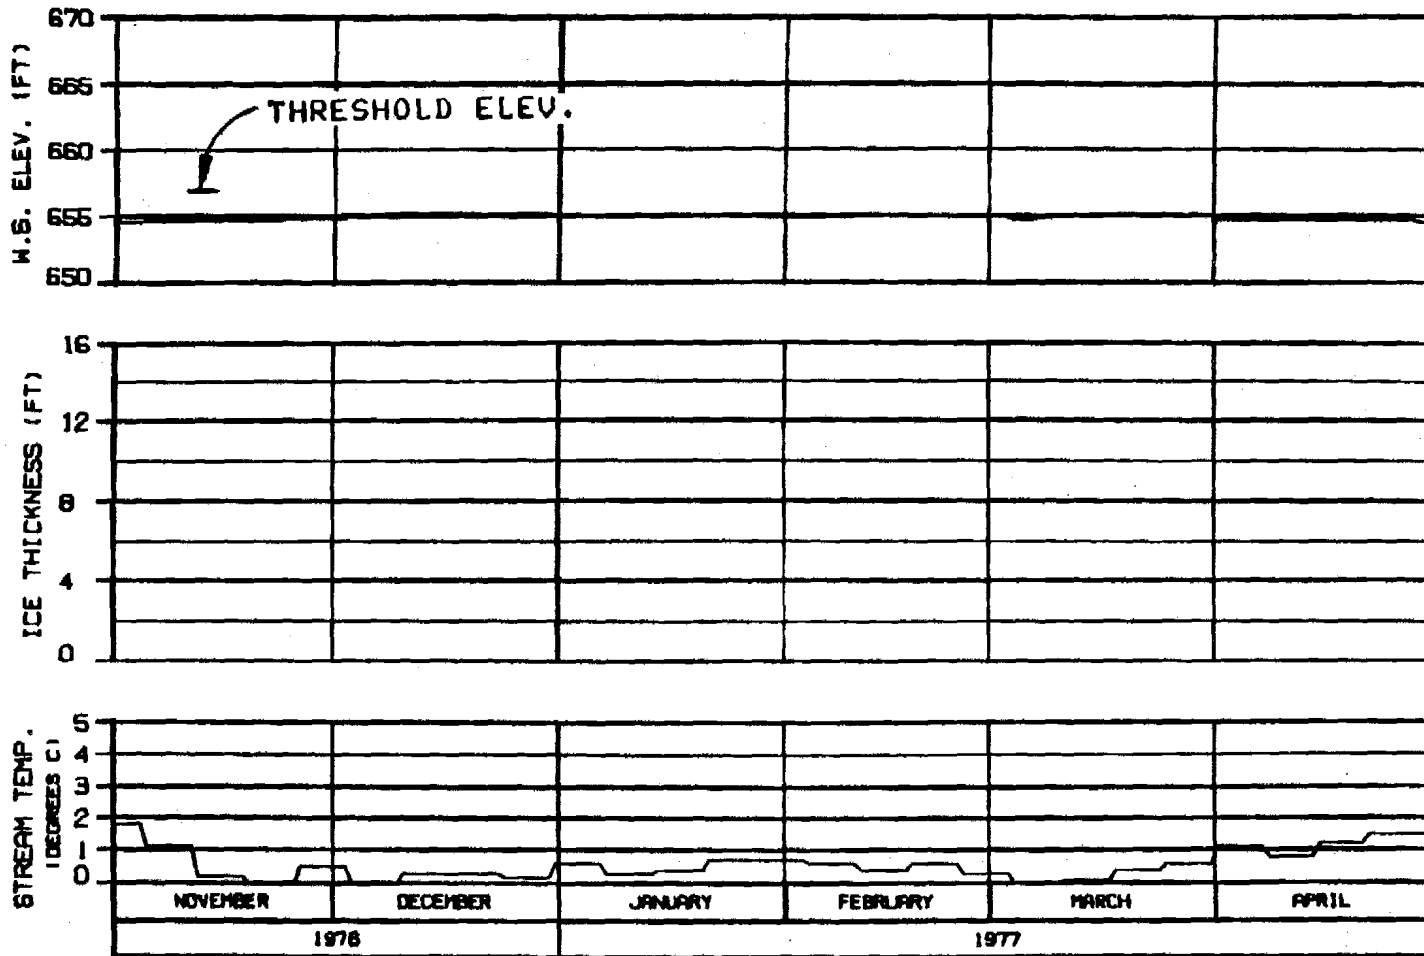 W.S. ELEV. (FT)
670
665
660
655
650
THRESHOLD ELEV.
ICE THICKNESS (FT)
16
12
8
4
0
STREAM TEMP.
(DEGREES C)
5
4
3
2
1
0
NOVEMBER DECEMBER JANUARY FEBRUARY MARCH APRIL
1976 1977